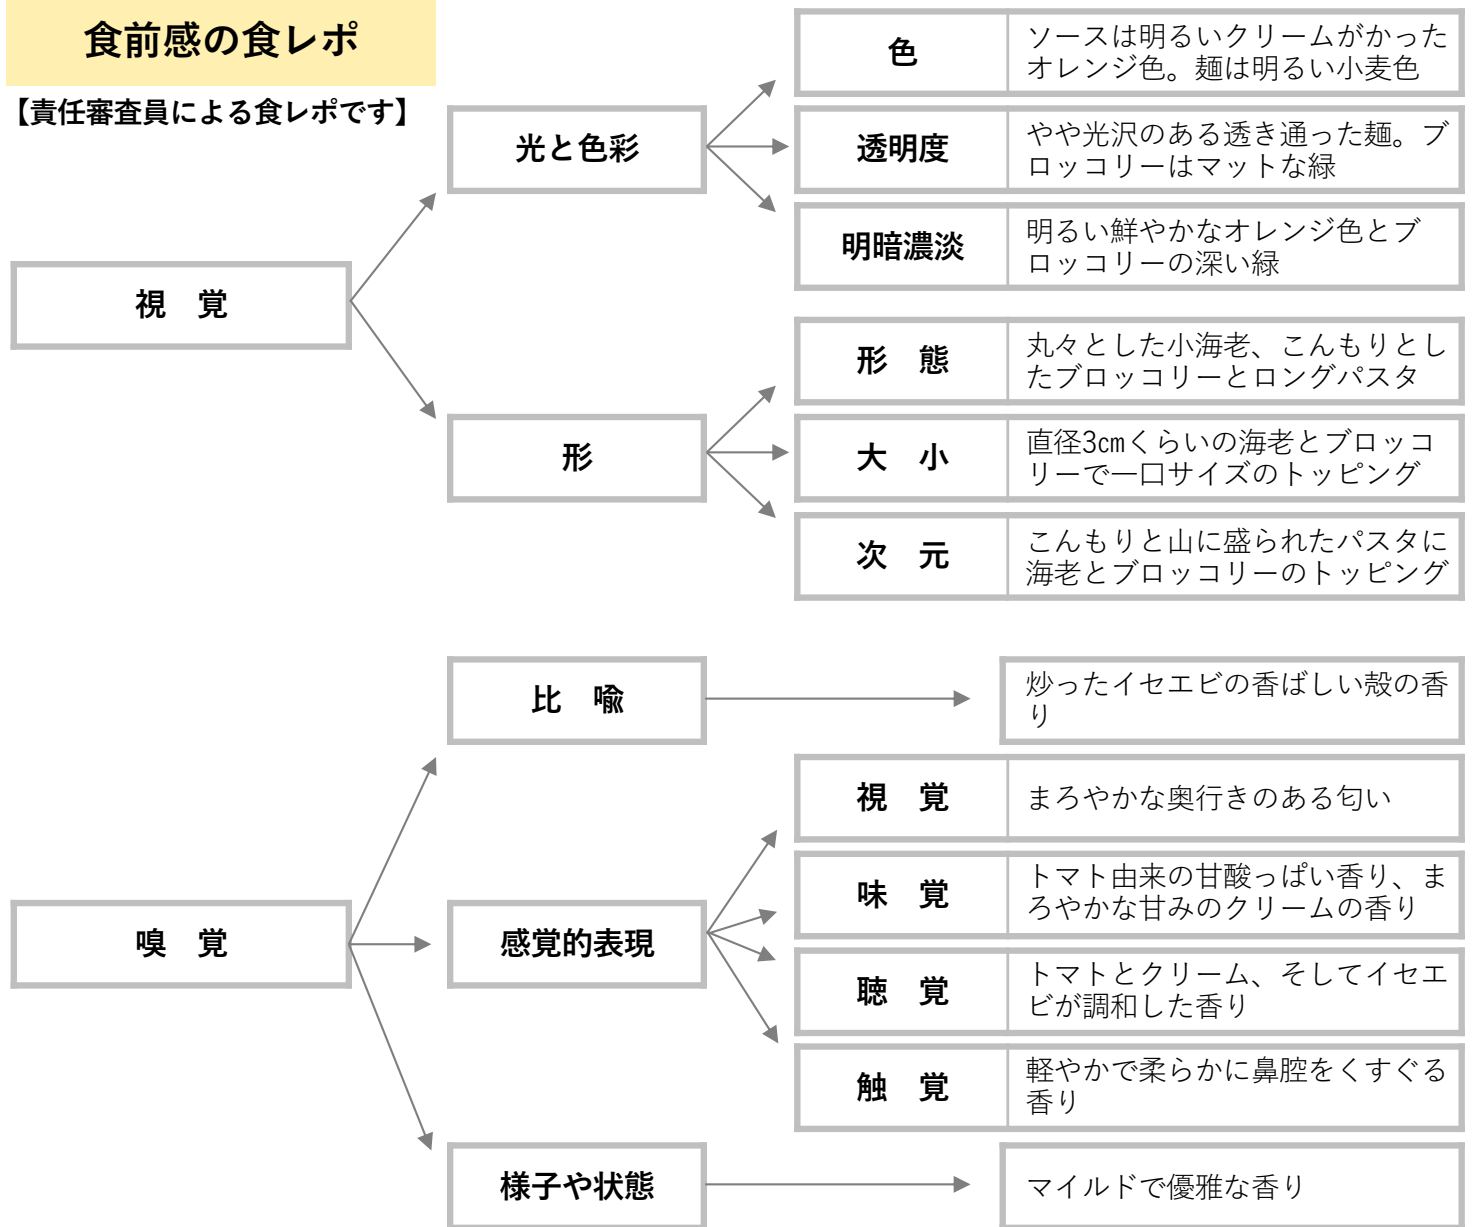 食前感の食レポ
【責任審査員による食レポです】
視　覚
光と色彩
色
ソースは明るいクリームがかった
オレンジ色。麺は明るい小麦色
透明度
やや光沢のある透き通った麺。ブ
ロッコリーはマットな緑
明暗濃淡
明るい鮮やかなオレンジ色とブ
ロッコリーの深い緑
形
形　態
丸々とした小海老、こんもりとし
たブロッコリーとロングパスタ
大　小
直径3㎝くらいの海老とブロッコ
リーで一口サイズのトッピング
次　元
こんもりと山に盛られたパスタに
海老とブロッコリーのトッピング
嗅　覚
比　喩
炒ったイセエビの香ばしい殻の香
り
感覚的表現
視　覚
まろやかな奥行きのある匂い
味　覚
トマト由来の甘酸っぱい香り、ま
ろやかな甘みのクリームの香り
聴　覚
トマトとクリーム、そしてイセエ
ビが調和した香り
触　覚
軽やかで柔らかに鼻腔をくすぐる
香り
様子や状態
マイルドで優雅な香り